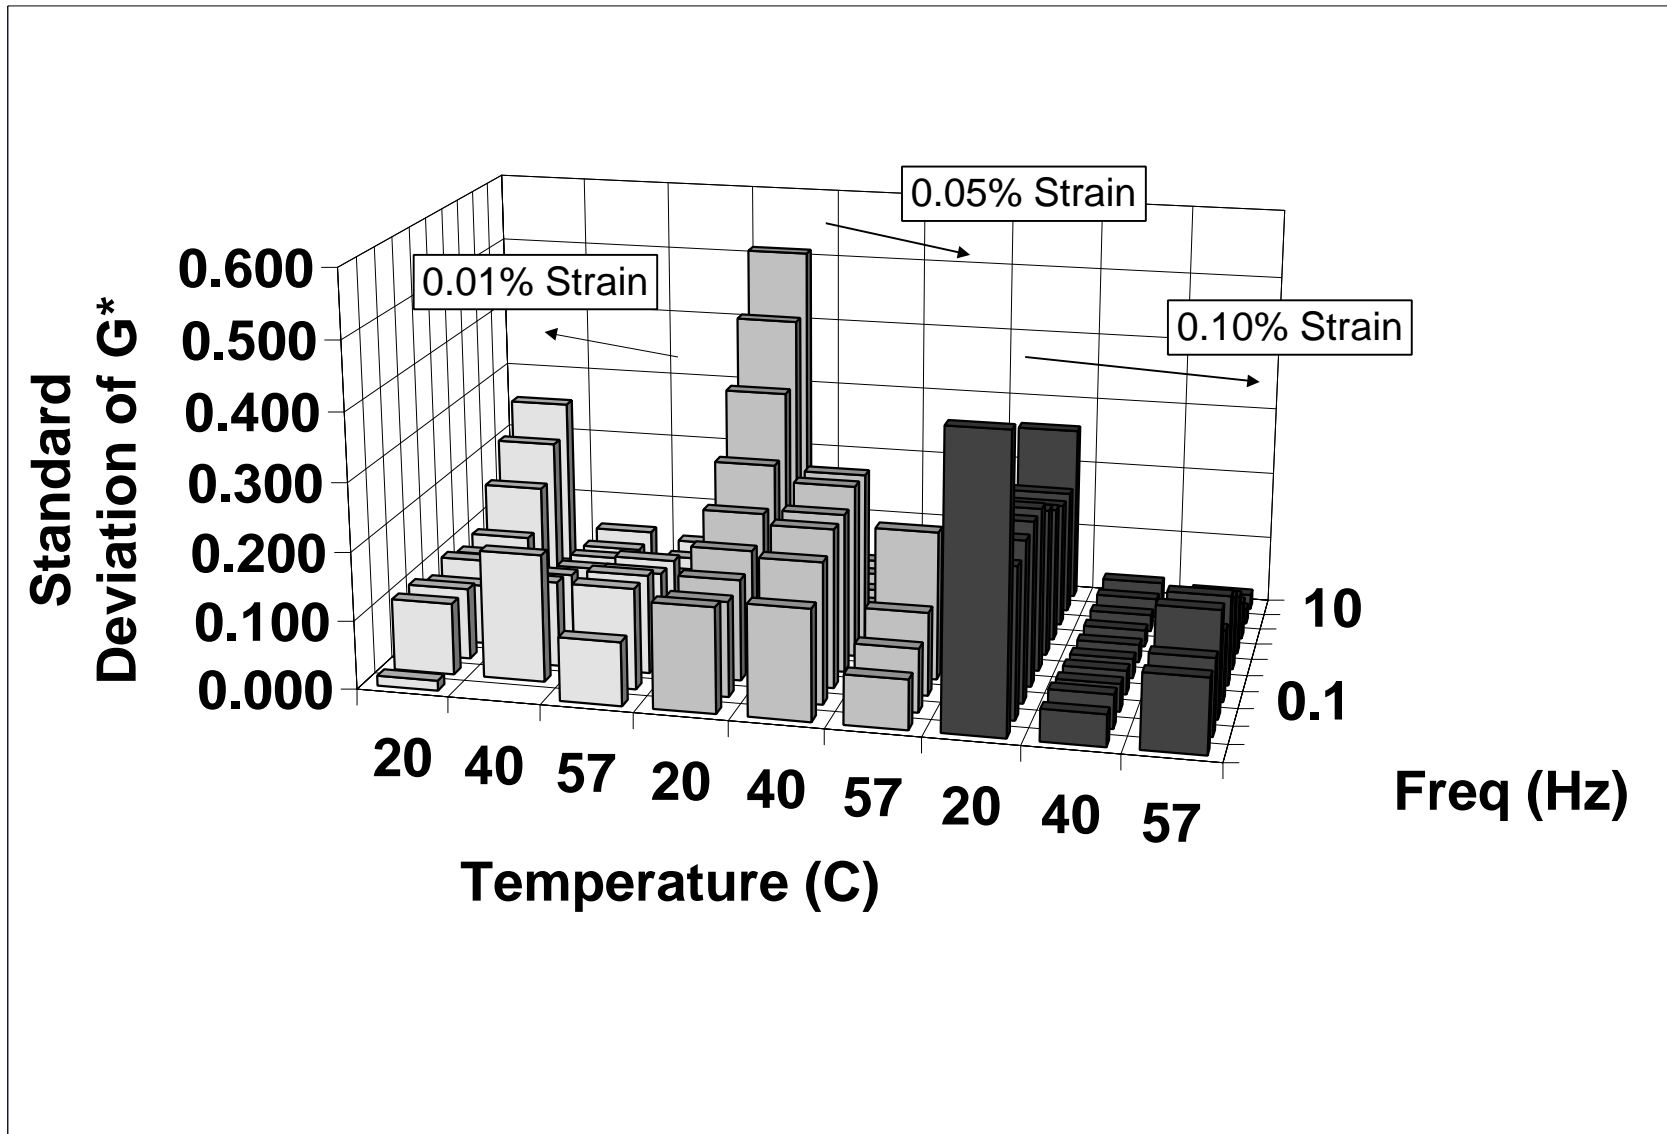 0.05% Strain
0.01% Strain
0.10% Strain
Standard
Deviation of G*
0.600
0.500
0.400
0.300
0.200
0.100
0.000
10
0.1
20 40 57 20 40 57 20 40 57
Freq (Hz)
Temperature (C)